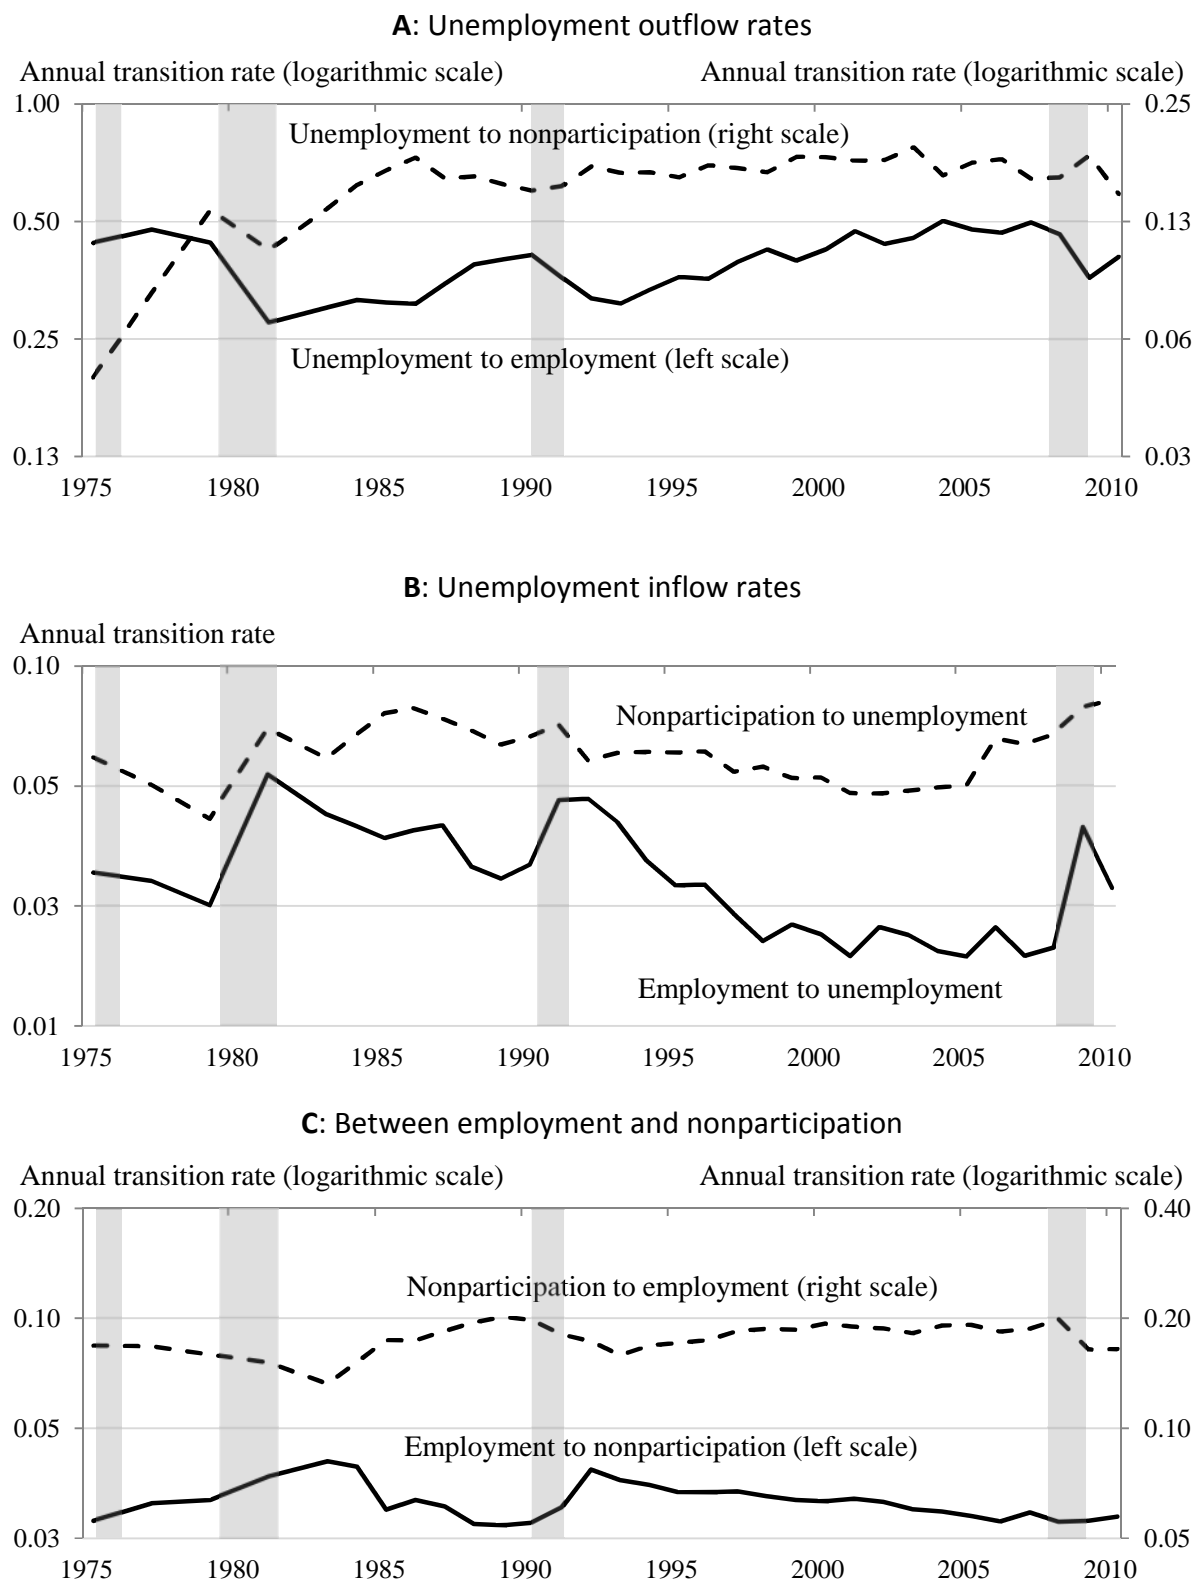 A: Unemployment outflow rates
Annual transition rate (logarithmic scale) Annual transition rate (logarithmic scale)
1.00 0.25
Unemployment to nonparticipation (right scale)
0.50 0.13
0.25 0.06
Unemployment to employment (left scale)
0.13 0.03
1975 1980 1985 1990 1995 2000 2005 2010
B: Unemployment inflow rates
Annual transition rate
0.10
Nonparticipation to unemployment
0.05
0.03
Employment to unemployment
0.01
1975 1980 1985 1990 1995 2000 2005 2010
C: Between employment and nonparticipation
Annual transition rate (logarithmic scale) Annual transition rate (logarithmic scale)
0.20 0.40
Nonparticipation to employment (right scale)
0.10 0.20
0.05 0.10
Employment to nonparticipation (left scale)
0.03 0.05
1975 1980 1985 1990 1995 2000 2005 2010